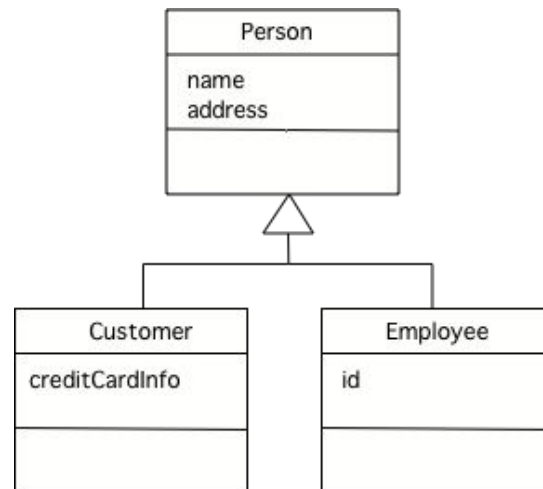 Person
name
address
Customer
creditCardInfo
Employee
id